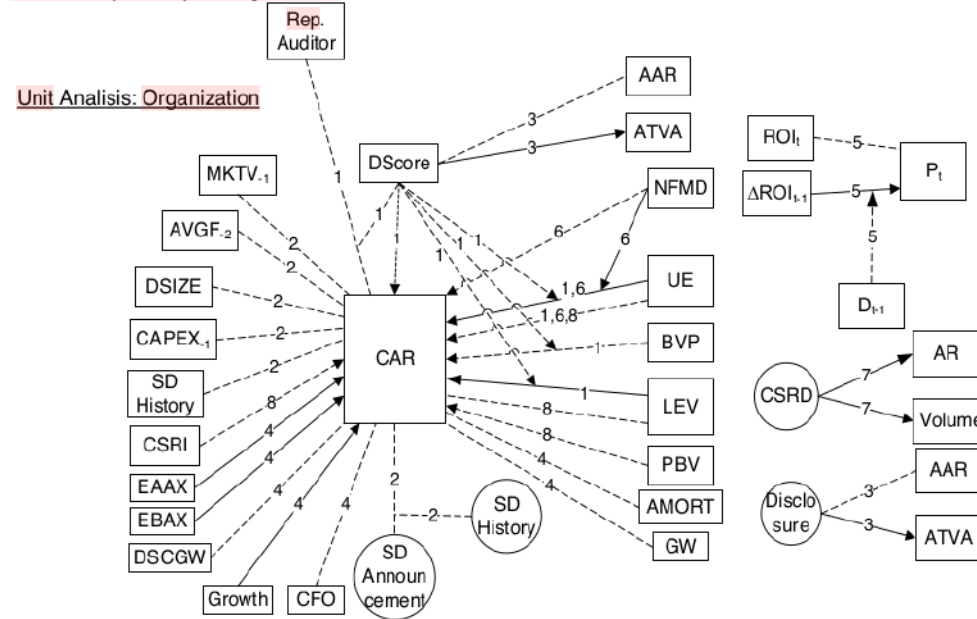 Rep.
Auditor
Unit Analisis: Organization
AAR
3
ATVA
3
DScore
ROIt
5
Pt
ΔROIt-1
5
5
Dt-1
MKTV-1
2
AVGF-2
2
DSIZE
2
CAPEX-1
2
SD
History
2
CSRI
8
EAAX
4
EBAX
4
DSCGW
4
Growth
4
CFO
4
CAR
1
1
1
1
1
1
NFMD
6
6
UE
1,6
1,6,8
BVP
1
LEV
1
8
PBV
8
AMORT
4
GW
4
2
2
SD
History
SD
Announ
cement
CSRD
7
AR
7
Volume
Disclo
sure
3
AAR
3
ATVA